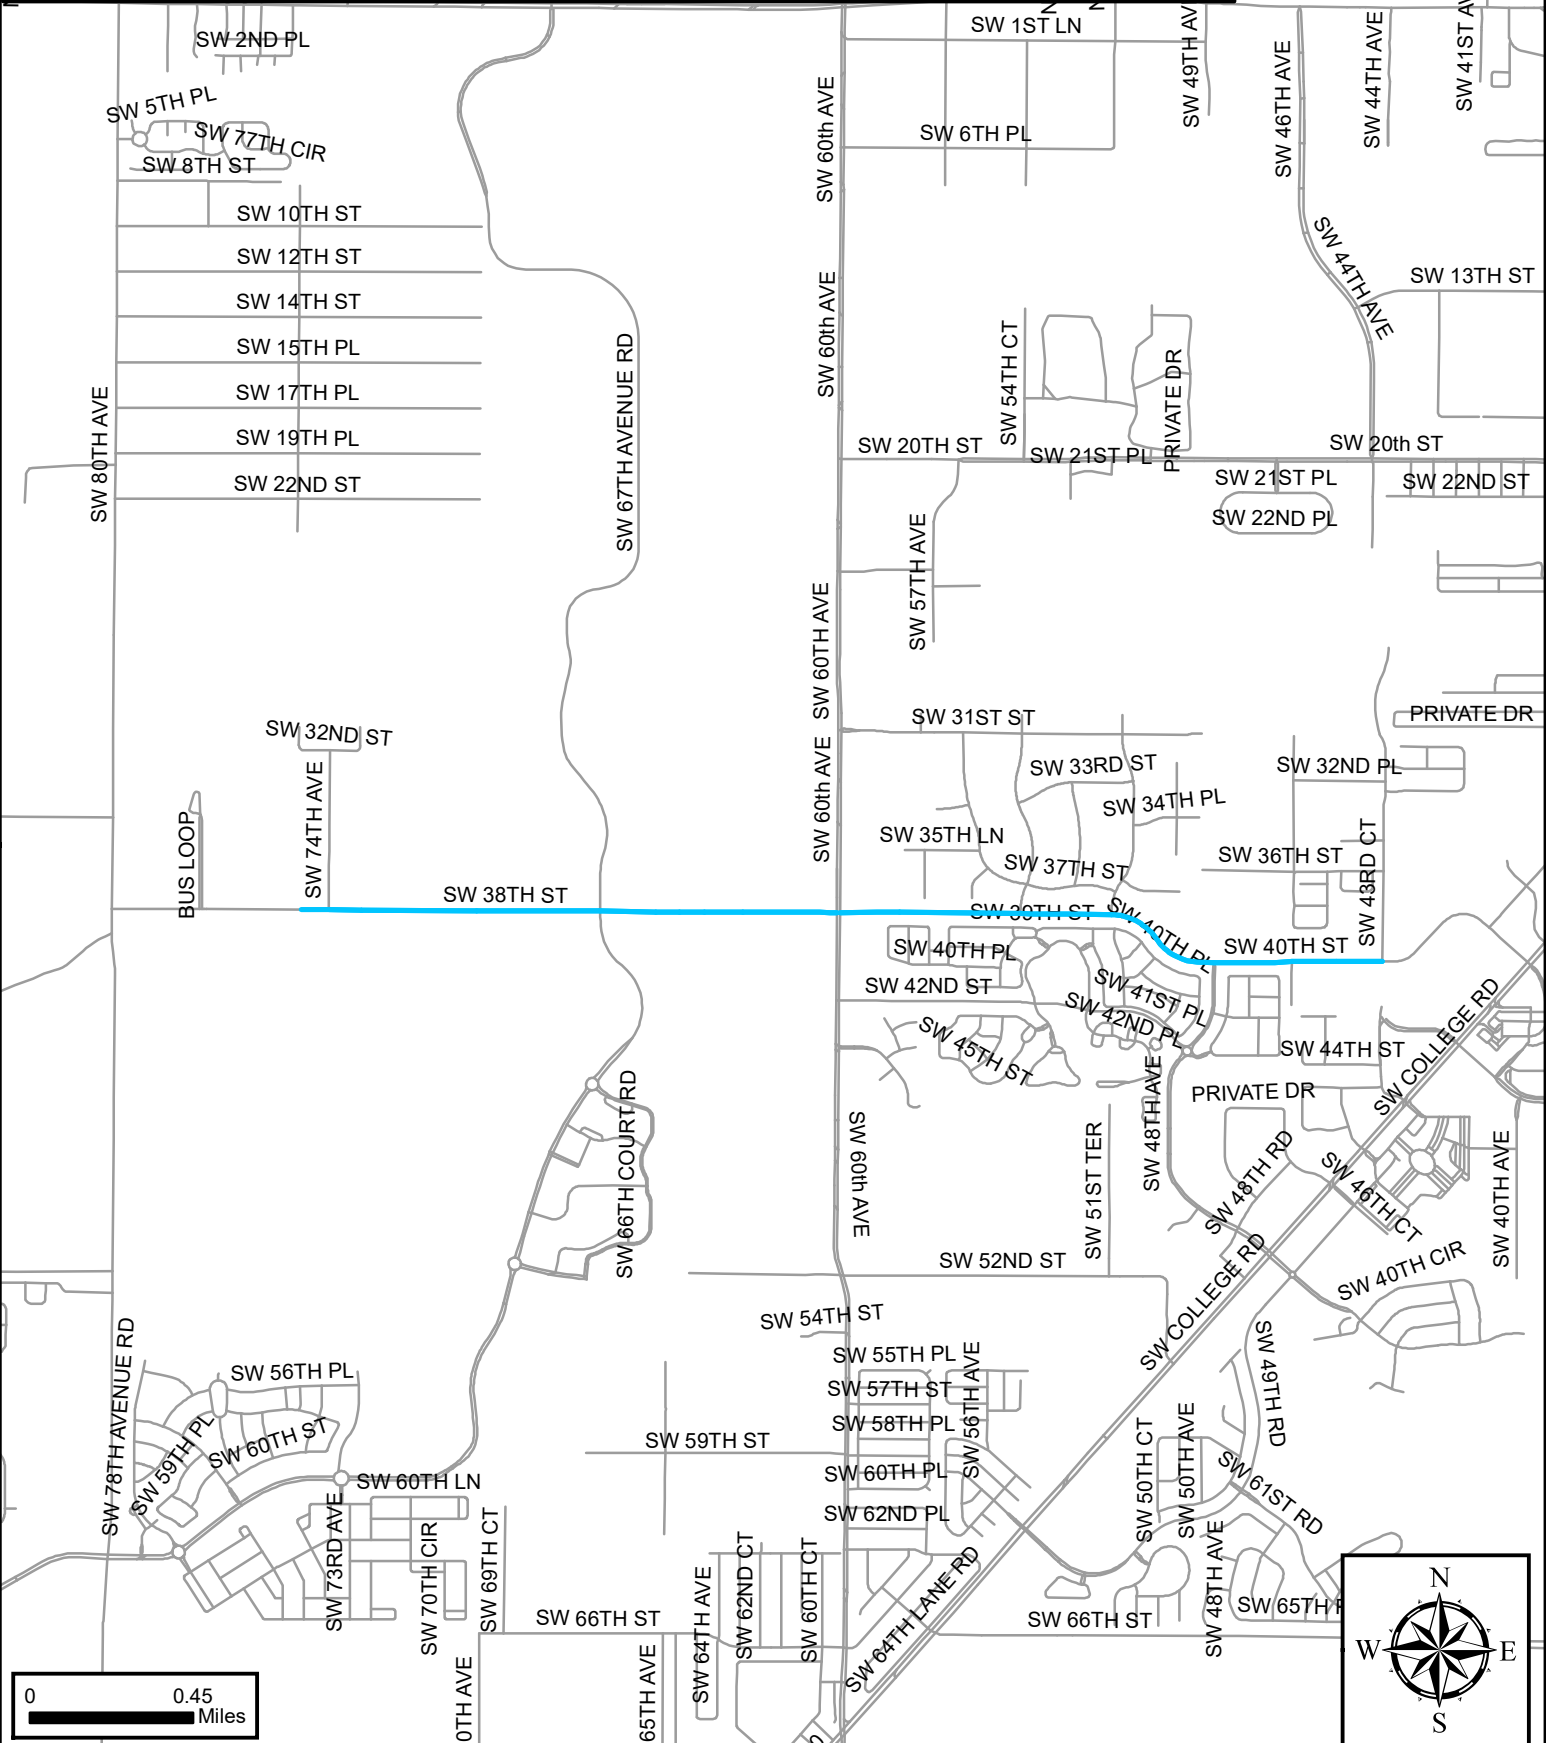 SW 1ST LN
SW 2ND PL
SW 49TH AV
SW 46TH AVE
SW 44TH AVE
SW 41ST AV
SW 5TH PL
SW 77TH CIR
SW 8TH ST
SW 60th AVE
SW 6TH PL
SW 10TH ST
SW 12TH ST
SW 14TH ST
SW 15TH PL
SW 17TH PL
SW 19TH PL
SW 22ND ST
SW 80TH AVE
SW 67TH AVENUE RD
SW 60th AVE
SW 44TH AVE
SW 13TH ST
SW 54TH CT
PRIVATE DR
SW 20TH ST
SW 21ST PL
SW 20th ST
SW 21ST PL
SW 22ND ST
SW 22ND PL
SW 57TH AVE
SW 60TH AVE
SW 31ST ST
PRIVATE DR
SW 32ND ST
SW 74TH AVE
BUS LOOP
SW 60th AVE
SW 33RD ST
SW 32ND PL
SW 34TH PL
SW 35TH LN
SW 37TH ST
SW 36TH ST
SW 43RD CT
SW 38TH ST
SW 39TH ST
SW 40TH PL
SW 40TH ST
SW 40TH PL
SW 42ND ST
SW 41ST PL
SW 42ND PL
SW 45TH ST
SW 44TH ST
SW COLLEGE RD
PRIVATE DR
SW 48TH AVE
SW 66TH COURT RD
SW 60th AVE
SW 51ST TER
SW 48TH RD
SW 46TH CT
SW 40TH AVE
SW 52ND ST
SW COLLEGE RD
SW 40TH CIR
SW 54TH ST
SW 78TH AVENUE RD
SW 56TH PL
SW 55TH PL
SW 57TH ST
SW 56TH AVE
SW 49TH RD
SW 59TH PL
SW 60TH ST
SW 58TH PL
SW 59TH ST
SW 50TH CT
SW 50TH AVE
SW 60TH LN
SW 60TH PL
SW 61ST RD
SW 62ND PL
SW 73RD AVE
SW 70TH CIR
SW 69TH CT
SW 62ND CT
SW 60TH CT
SW 64TH AVE
SW 64TH LANE RD
SW 48TH AVE
SW 66TH ST
SW 66TH ST
SW 65TH
0TH AVE
65TH AVE
N
W E
S
0 0.45
Miles